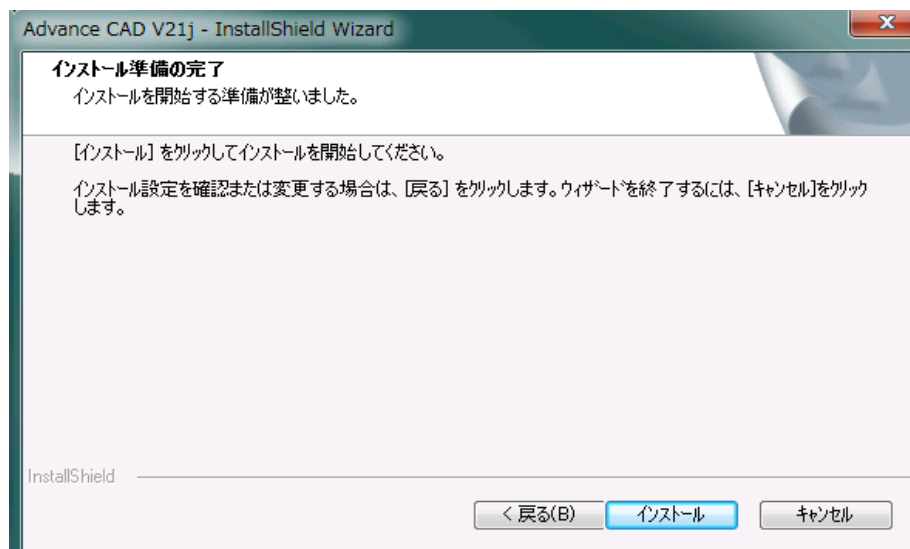 Advance CAD V21j - InstallShield Wizard
インストール準備の完了
インストールを開始する準備が整いました。
[インストール] をクリックしてインストールを開始してください。
インストール設定を確認または変更する場合は、[戻る] をクリックします。ウィザードを終了するには、[キャンセル]をクリック
します。
InstallShield
< 戻る(B) インストール キャンセル